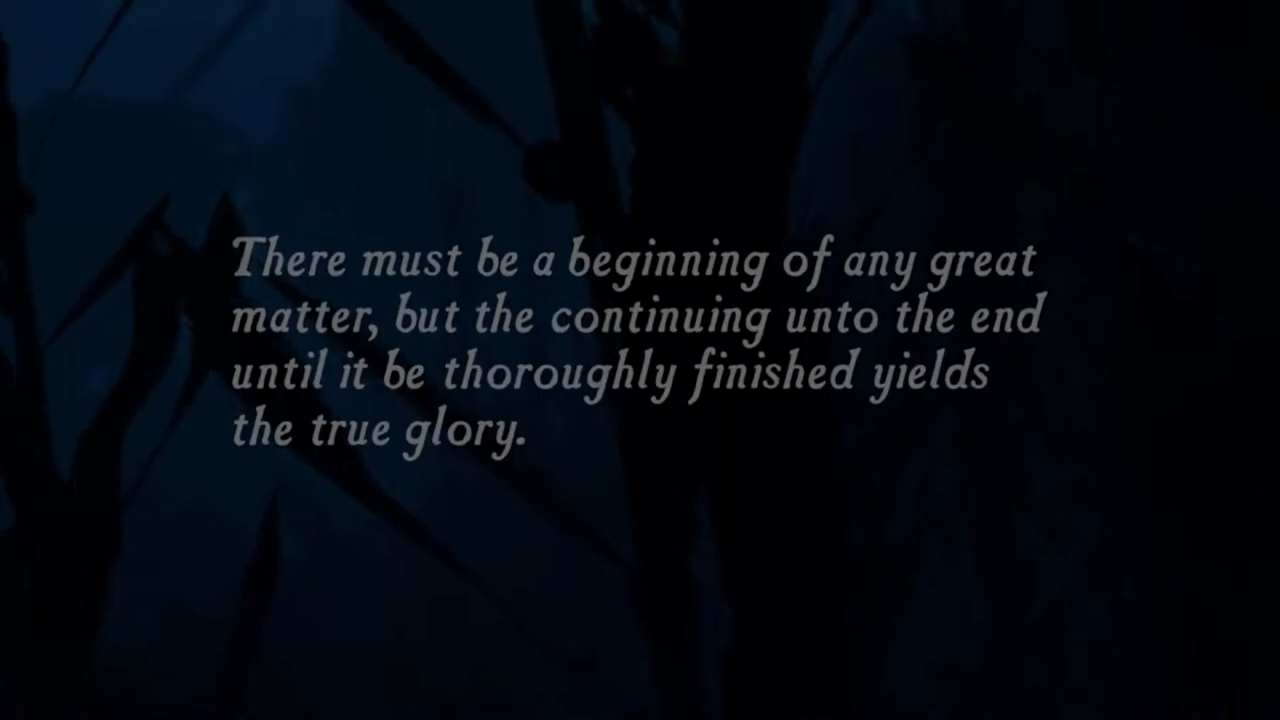 There must be a beginning of any great
matter, but the continuing unto the end
until it be thoroughly finished yields
the true glory.